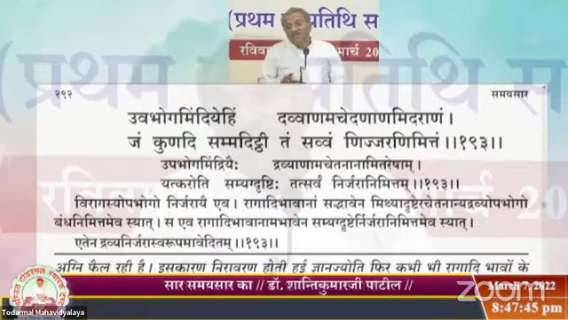 (प्रथम
तिथि स
रविवा
मार्च 20
२९२
समयसार
उवभोगमिंदियेहिं दव्वाणमचेदणाणमिदराणं।
जं कुणदि सम्मदिट्ठी तं सव्वं णिज्जरणिमित्तं।।१९३।।
उपभोगमिंद्रियैः द्रव्याणामचेतनानामितरेषाम्।
यत्करोति सम्यग्दृष्टिः तत्सर्वं निर्जरानिमित्तम्।।१९३।।
विरागस्योपभोगो निर्जरायै एव। रागादिभावानां सद्भावेन मिथ्यादृष्टेरचेतनान्यद्रव्योपभोगो
बंधनिमित्तमेव स्यात्। स एव रागादिभावानामभावेन सम्यग्दृष्टेर्निर्जरानिमित्तमेव स्यात्।
एतेन द्रव्यनिर्जरास्वरूपमावेदितम्।।१९३।।
अग्नि फैल रही है। इसकारण निरावरण होती हुई ज्ञानज्योति फिर कभी भी रागादि भावों के
सार समयसार का // डॉ. शान्तिकुमारजी पाटील //
March 7, 2022
zoom
8:47:45 pm
Todarmal Mahavidyalaya